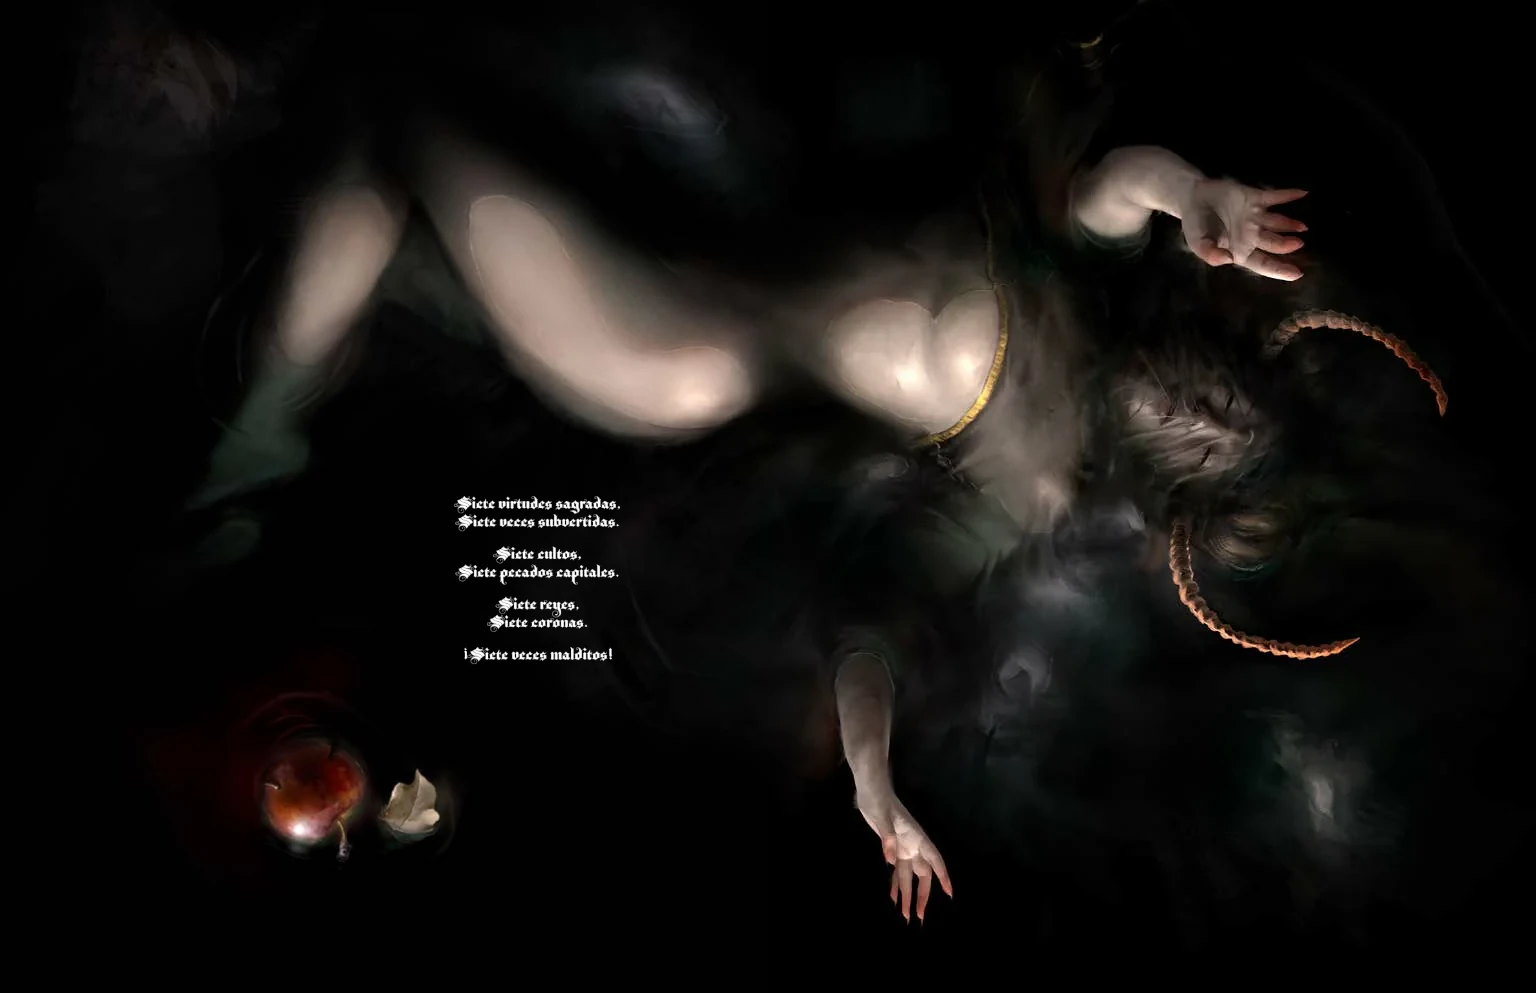 Siete virtudes sagradas,
Siete veces subvertidas.
Siete cultos,
Siete pecados capitales.
Siete reyes,
Siete coronas.
¡Siete veces malditos!